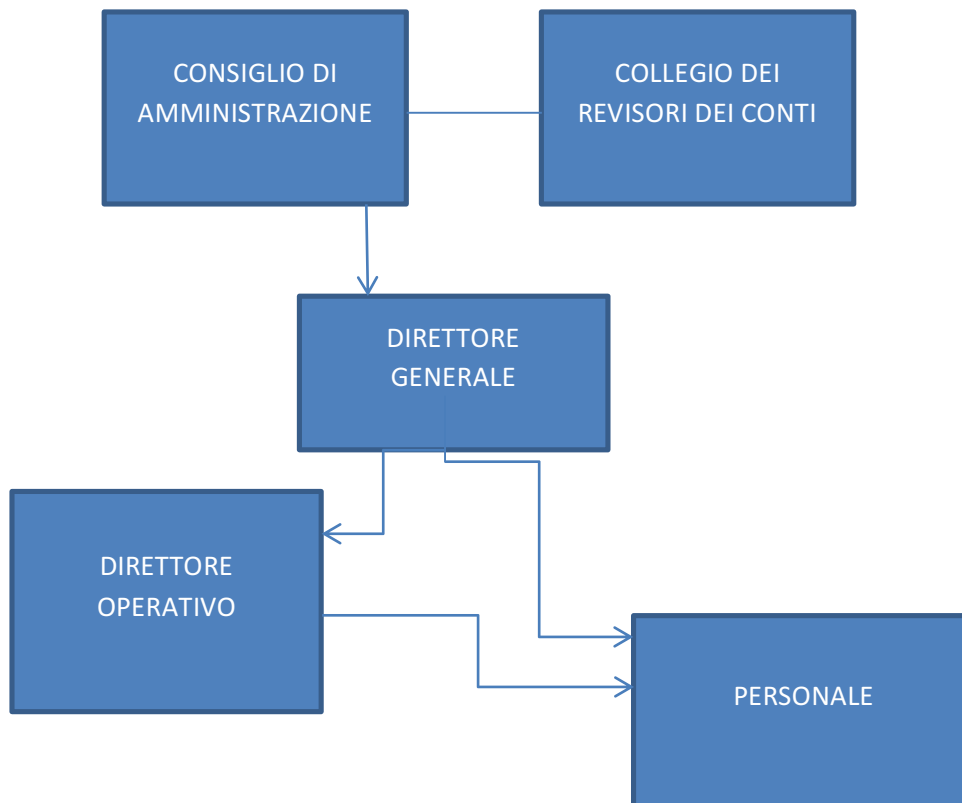 CONSIGLIO DI
AMMINISTRAZIONE
COLLEGIO DEI
REVISORI DEI CONTI
DIRETTORE
GENERALE
DIRETTORE
OPERATIVO
PERSONALE